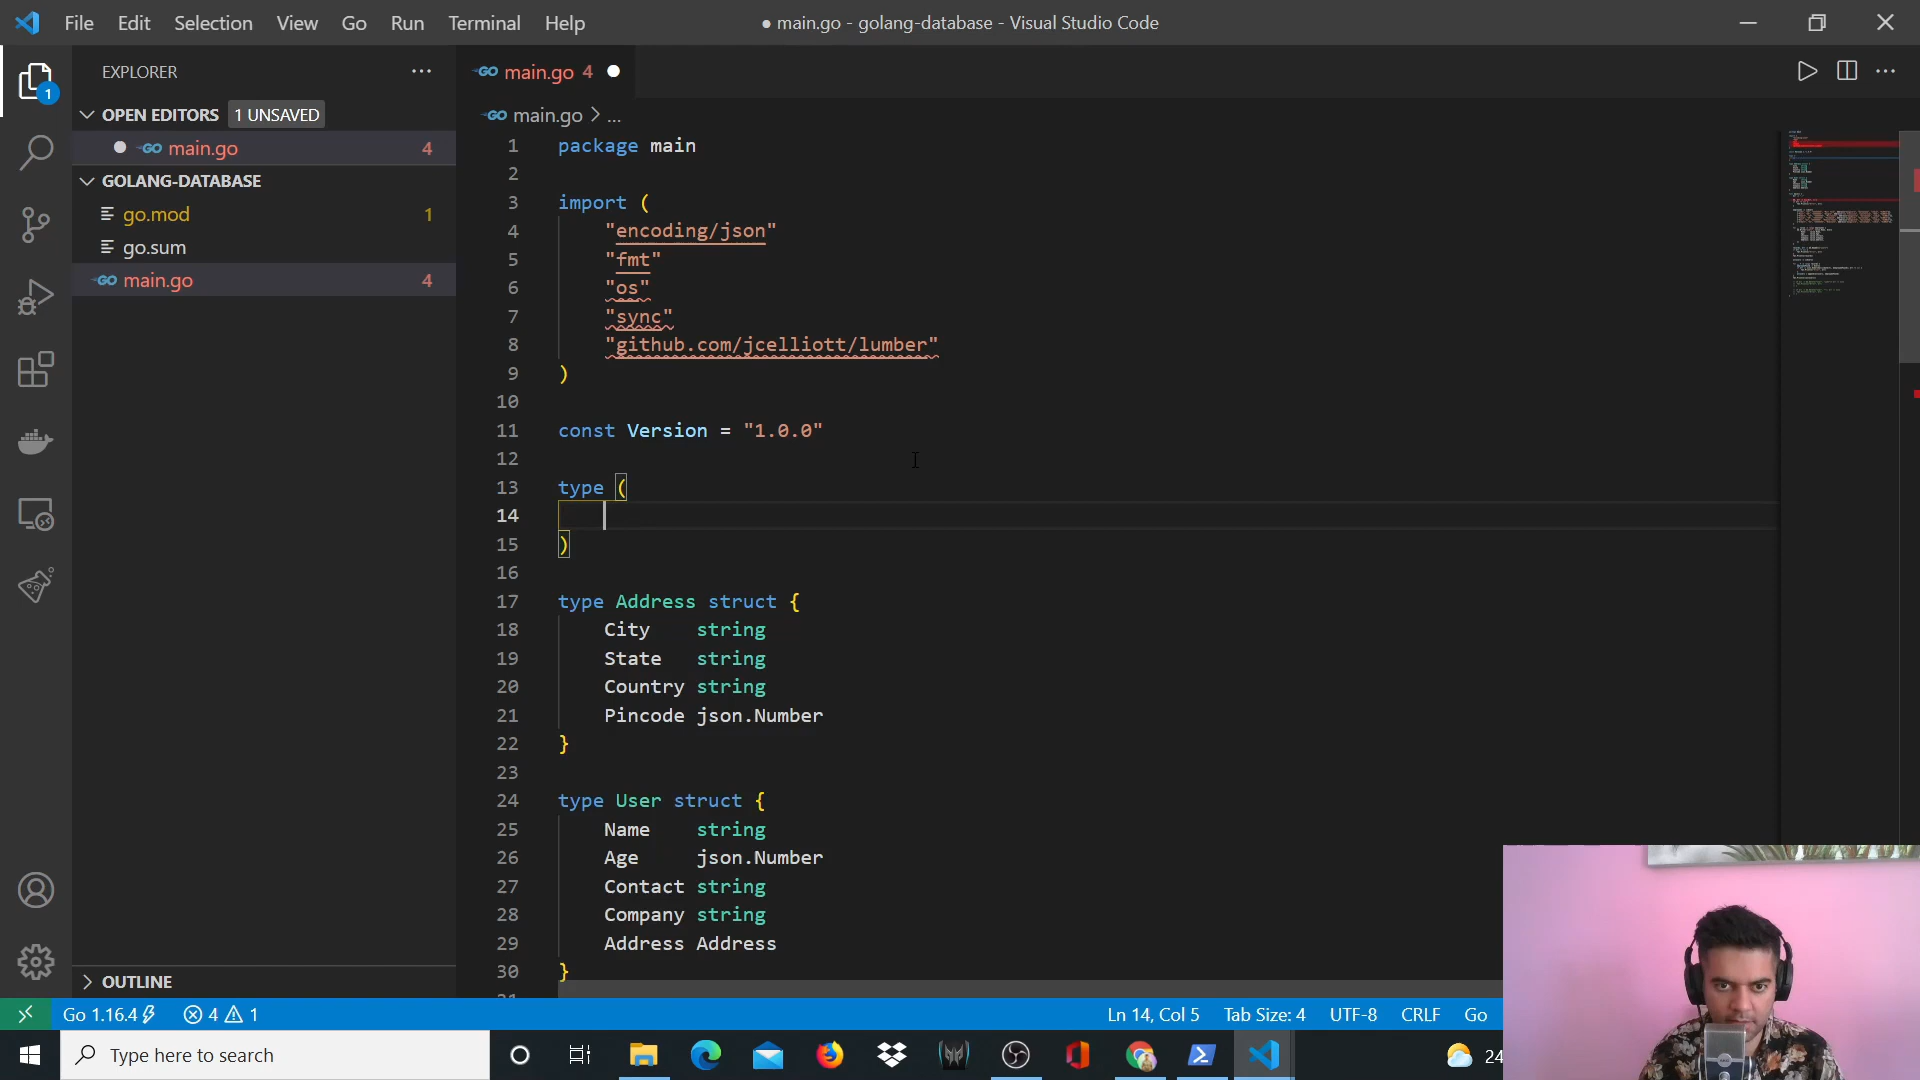 File Edit Selection View Go Run Terminal Help
● main.go - golang-database - Visual Studio Code
EXPLORER
OPEN EDITORS 1 UNSAVED
main.go 4
GOLANG-DATABASE
go.mod 1
go.sum
main.go 4
OUTLINE
main.go 4
main.go > ...
1 package main
2
3 import (
4 "encoding/json"
5 "fmt"
6 "os"
7 "sync"
8 "github.com/jcelliott/lumber"
9 )
10
11 const Version = "1.0.0"
12
13 type (
14
15 )
16
17 type Address struct {
18 City string
19 State string
20 Country string
21 Pincode json.Number
22 }
23
24 type User struct {
25 Name string
26 Age json.Number
27 Contact string
28 Company string
29 Address Address
30 }
Go 1.16.4 4 1 Ln 14, Col 5 Tab Size: 4 UTF-8 CRLF Go
Type here to search
24